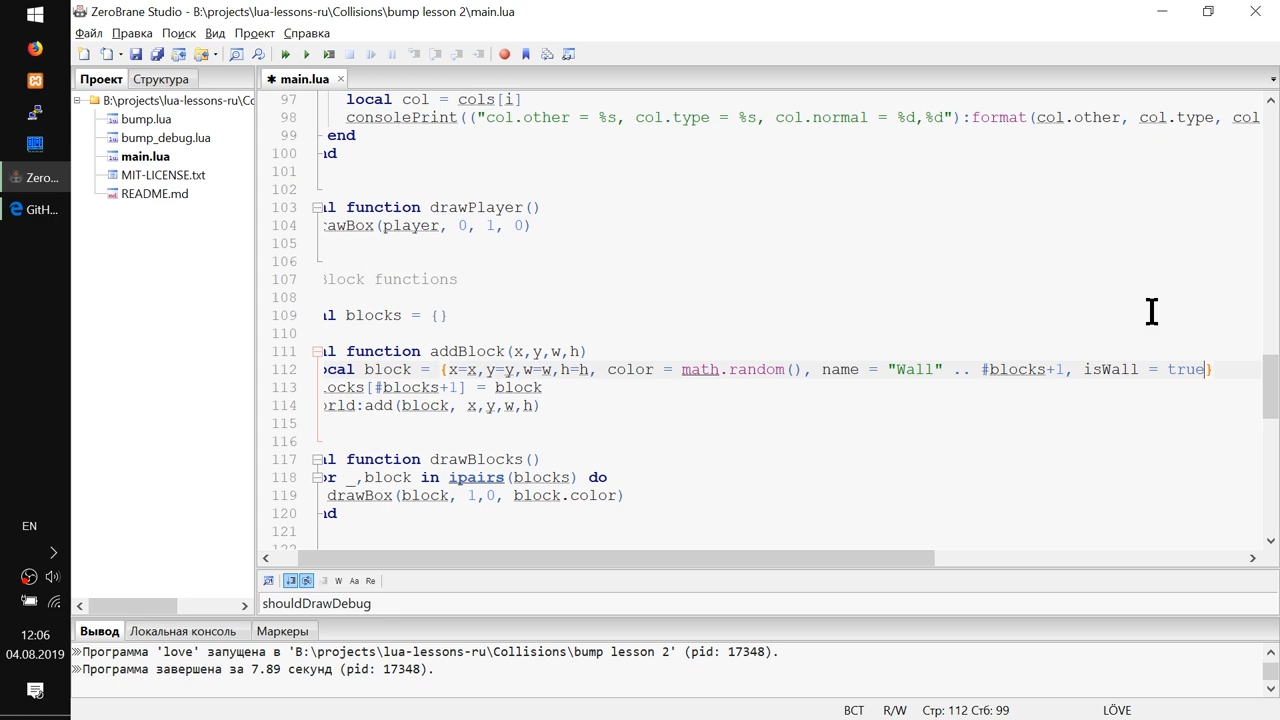 ZeroBrane Studio - B:\projects\lua-lessons-ru\Collisions\bump lesson 2\main.lua
Файл Правка Поиск Вид Проект Справка
Проект Структура
main.lua
B:\projects\lua-lessons-ru\Cc
bump.lua
bump_debug.lua
main.lua
MIT-LICENSE.txt
README.md
Zero...
GitH...
EN
12:06
04.08.2019
97 local col = cols[i]
98 consolePrint(("col.other = %s, col.type = %s, col.normal = %d,%d"):format(col.other, col.type, col
99 end
100 nd
101
102
103 al function drawPlayer()
104 rawBox(player, 0, 1, 0)
105
106
107 Block functions
108
109 al blocks = {}
110
111 al function addBlock(x,y,w,h)
112 ocal block = {x=x,y=y,w=w,h=h, color = math.random(), name = "Wall" .. #blocks+1, isWall = true}
113 locks[#blocks+1] = block
114 orld:add(block, x,y,w,h)
115
116
117 al function drawBlocks()
118 or _,block in ipairs(blocks) do
119 drawBox(block, 1,0, block.color)
120 nd
121
122
W Aa Re
shouldDrawDebug
Вывод Локальная консоль Маркеры
Программа 'love' запущена в 'B:\projects\lua-lessons-ru\Collisions\bump lesson 2' (pid: 17348).
Программа завершена за 7.89 секунд (pid: 17348).
ВСТ R/W Стр: 112 Стб: 99 LÖVE